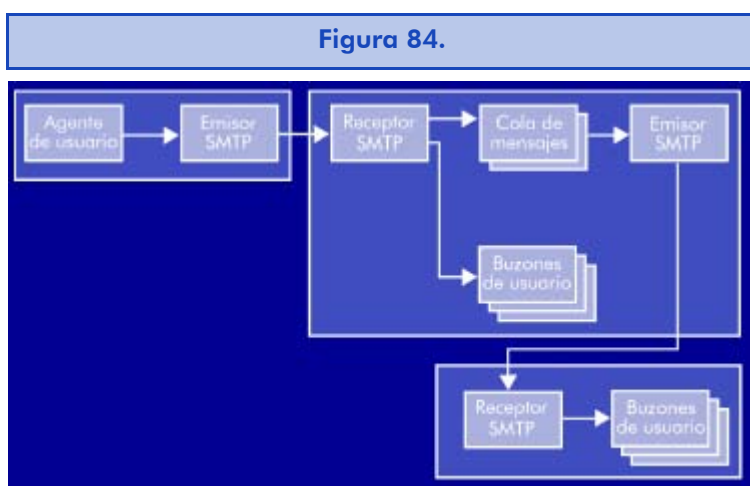 Figura 84.
Agente
de usuario
Emisor
SMTP
Receptor
SMTP
Cola de
mensajes
Emisor
SMTP
Buzones
de usuario
Receptor
SMTP
Buzones
de usuario